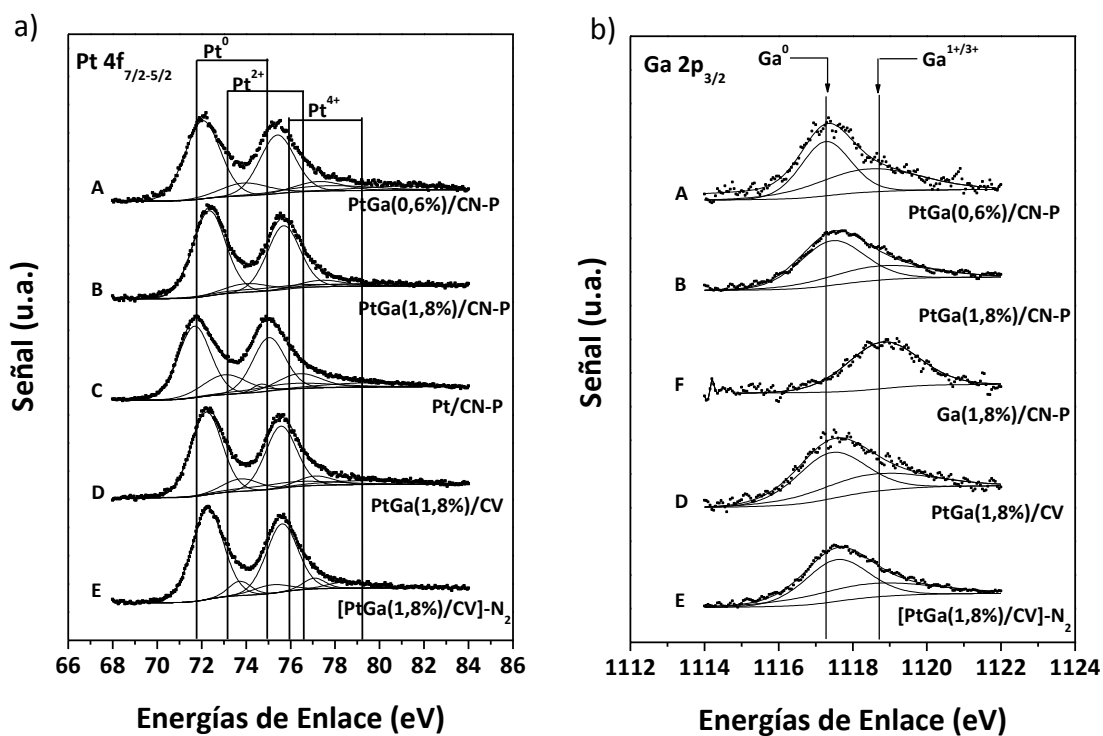 a)
Pt 4f 7/2-5/2
Pt⁰
Pt²⁺
Pt⁴⁺
A
PtGa(0,6%)/CN-P
B
PtGa(1,8%)/CN-P
C
Pt/CN-P
D
PtGa(1,8%)/CV
E
[PtGa(1,8%)/CV]-N₂
Señal (u.a.)
66 68 70 72 74 76 78 80 82 84 86
Energías de Enlace (eV)
b)
Ga 2p 3/2
Ga⁰
Ga¹⁺/³⁺
A
PtGa(0,6%)/CN-P
B
PtGa(1,8%)/CN-P
F
Ga(1,8%)/CN-P
D
PtGa(1,8%)/CV
E
[PtGa(1,8%)/CV]-N₂
Señal (u.a.)
1112 1114 1116 1118 1120 1122 1124
Energías de Enlace (eV)